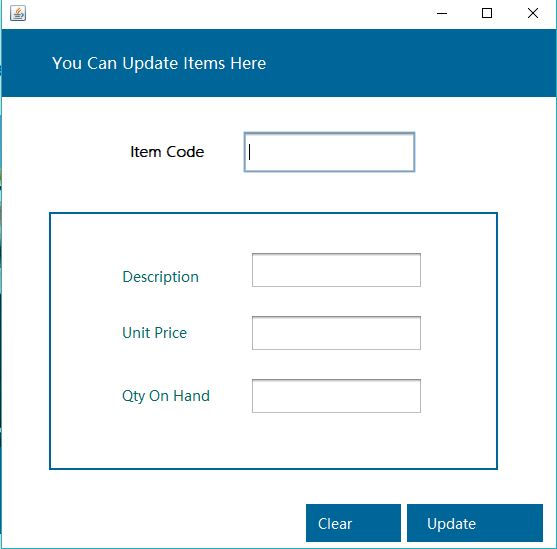 You Can Update Items Here
Item Code
Description
Unit Price
Qty On Hand
Clear
Update